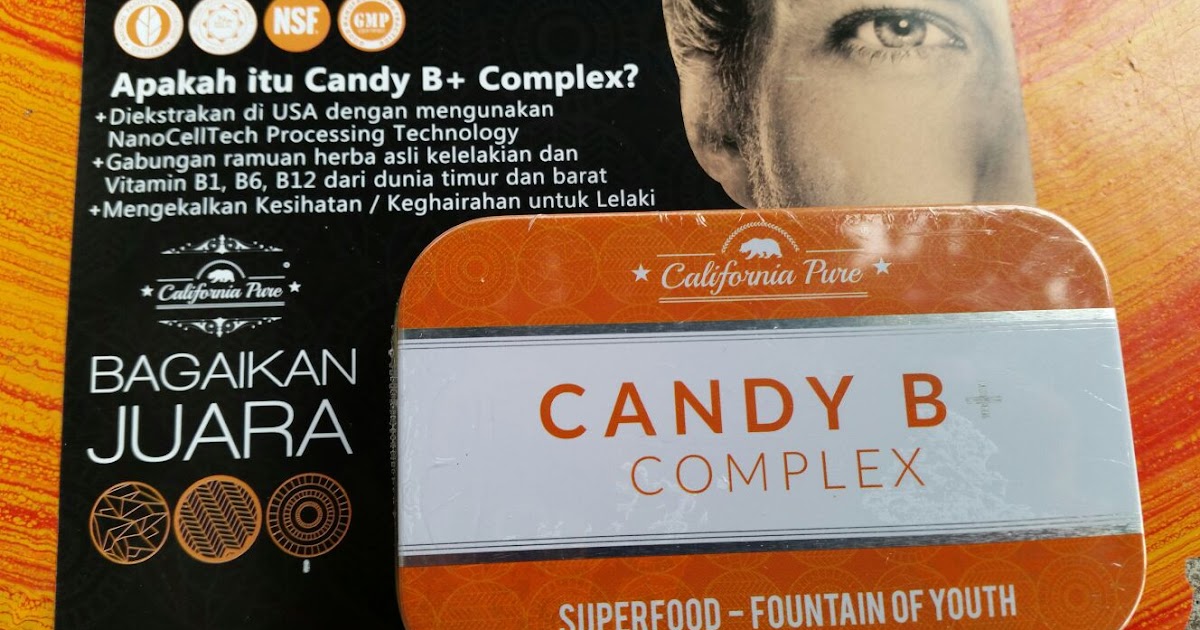 NSF
GMP
Apakah itu Candy B+ Complex?
+Diekstrakan di USA dengan mengunakan
NanoCellTech Processing Technology
+Gabungan ramuan herba asli kelelakian dan
Vitamin B1, B6, B12 dari dunia timur dan barat
+Mengekalkan Kesihatan / Keghairahan untuk Lelaki
California Pure
BAGAIKAN
JUARA
California Pure
CANDY B+
COMPLEX
SUPERFOOD - FOUNTAIN OF YOUTH